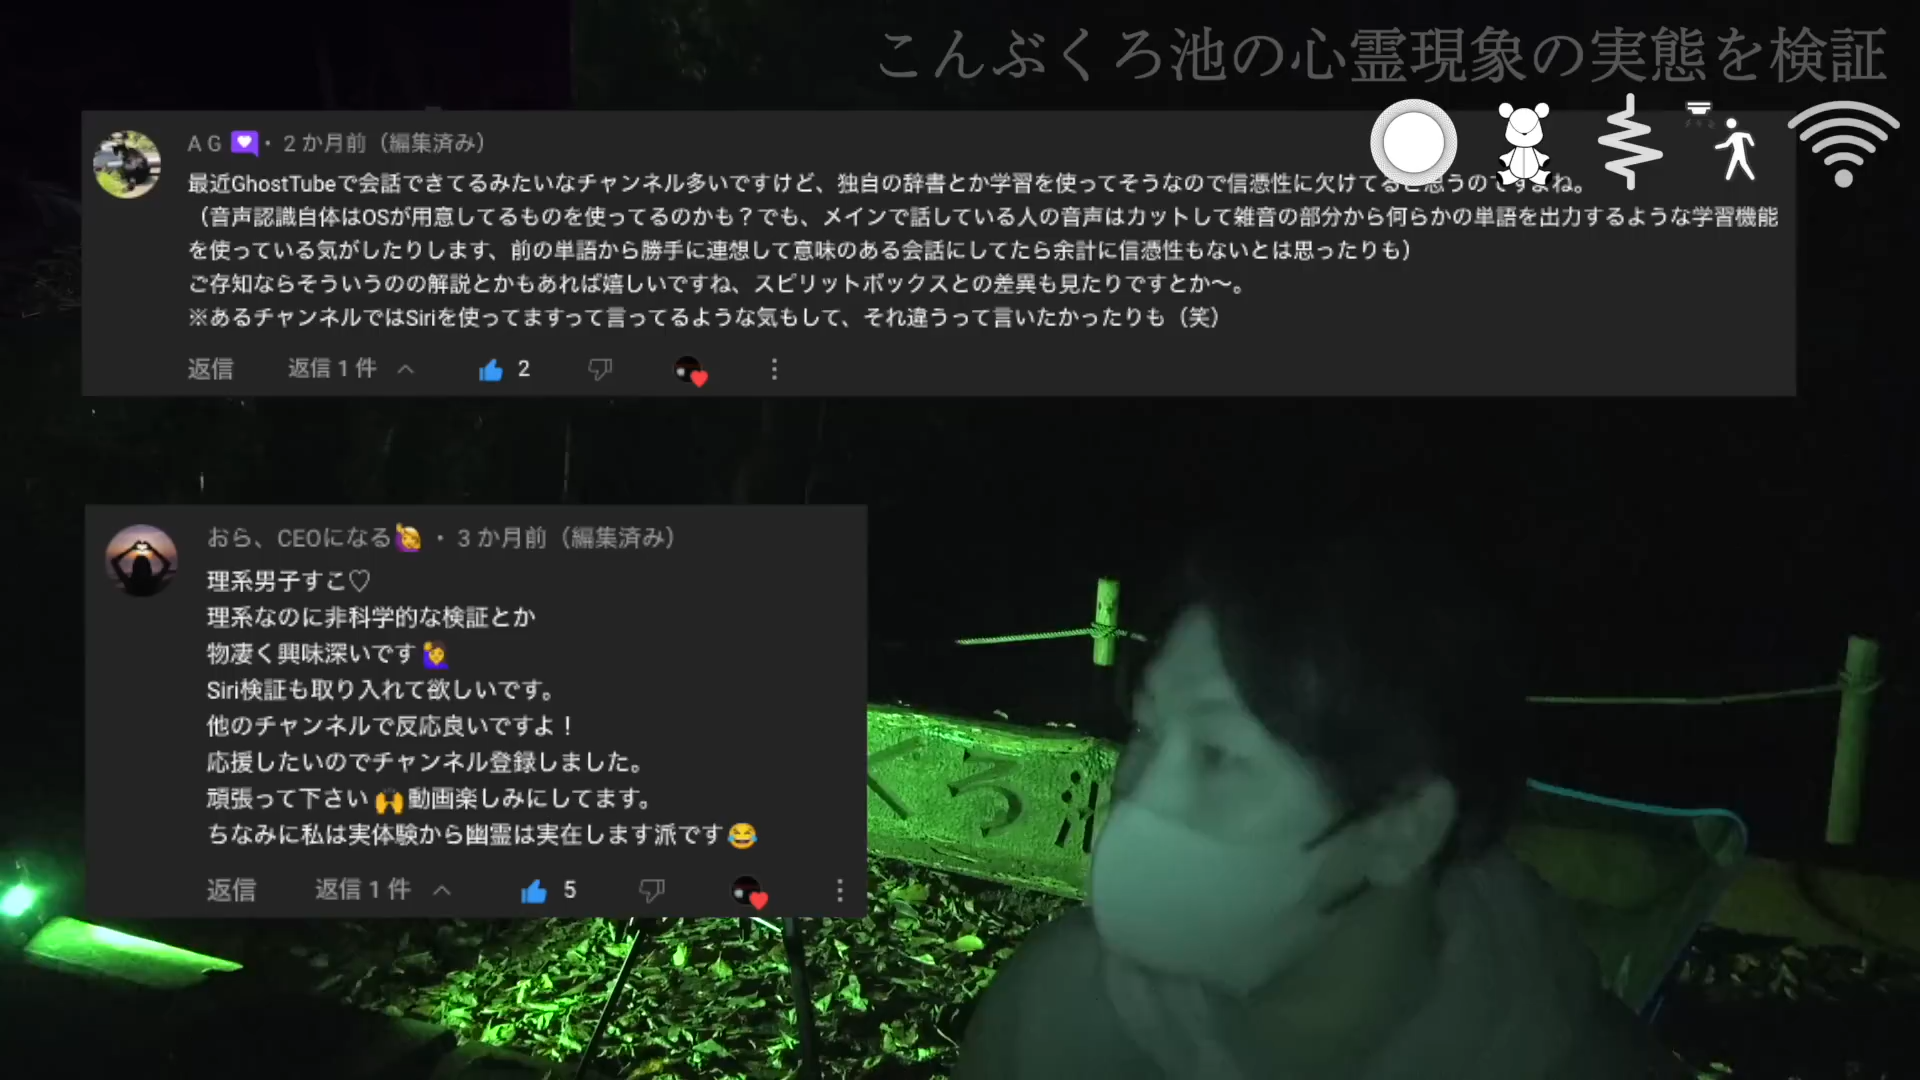 こんぶくろ池の心霊現象の実態を検証
A G · 2 か月前（編集済み）
最近GhostTubeで会話できてるみたいなチャンネル多いですけど、独自の辞書とか学習を使ってそうなので信憑性に欠けてると思うのですよね。
（音声認識自体はOSが用意してるものを使ってるのかも？でも、メインで話している人の音声はカットして雑音の部分から何らかの単語を出力するような学習機能
を使っている気がしたりします、前の単語から勝手に連想して意味のある会話にしてたら余計に信憑性もないとは思ったりも）
ご存知ならそういうのの解説とかもあれば嬉しいですね、スピリットボックスとの差異も見たりですとか〜。
※あるチャンネルではSiriを使ってますって言ってるような気もして、それ違うって言いたかったりも（笑）
返信 返信 1 件 2
おら、CEOになる🙋 · 3 か月前（編集済み）
理系男子すこ♡
理系なのに非科学的な検証とか
物凄く興味深いです🙋‍♀️
Siri検証も取り入れて欲しいです。
他のチャンネルで反応良いですよ！
応援したいのでチャンネル登録しました。
頑張って下さい🙌動画楽しみにしてます。
ちなみに私は実体験から幽霊は実在します派です😂
返信 返信 1 件 5
くろ池